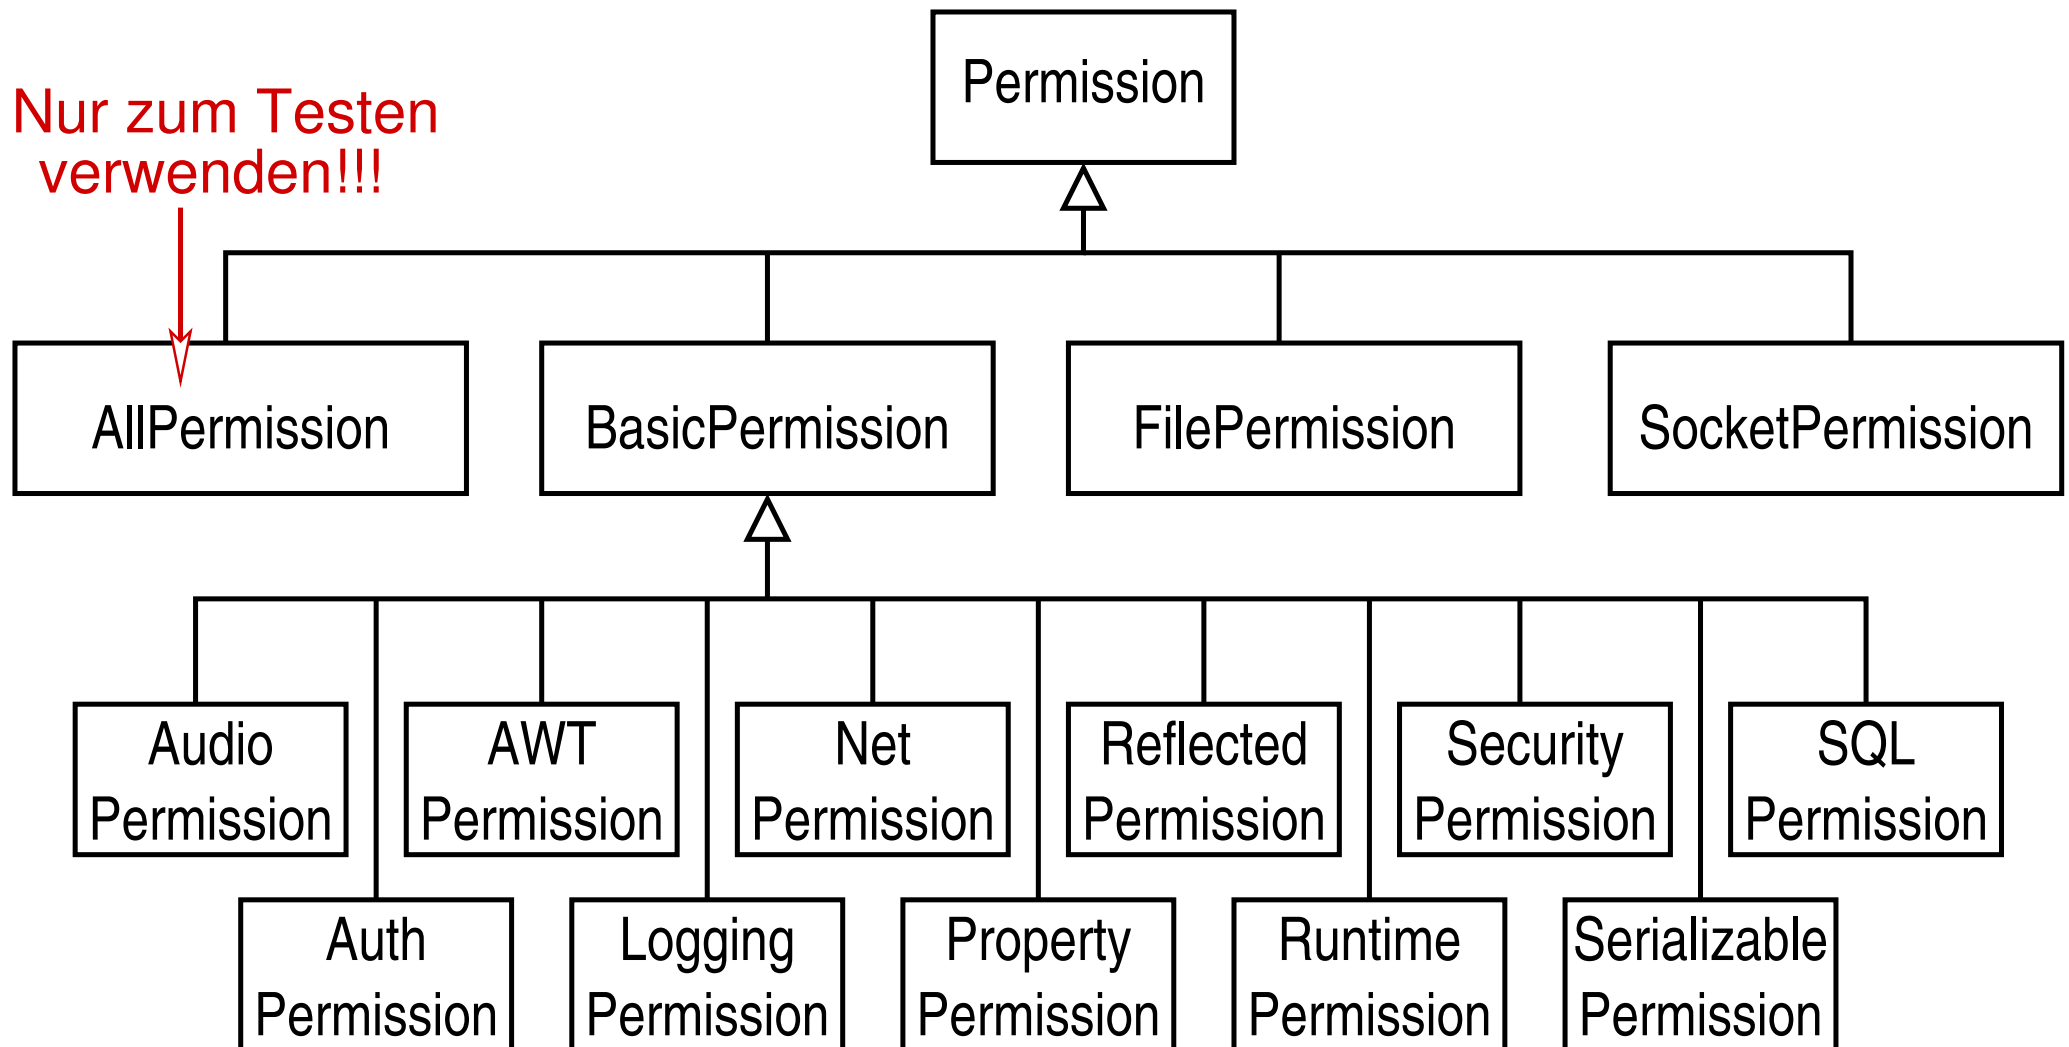 Permission
Nur zum Testen
verwenden!!!
AllPermission
BasicPermission
FilePermission
SocketPermission
Audio
Permission
AWT
Permission
Net
Permission
Reflected
Permission
Security
Permission
SQL
Permission
Auth
Permission
Logging
Permission
Property
Permission
Runtime
Permission
Serializable
Permission